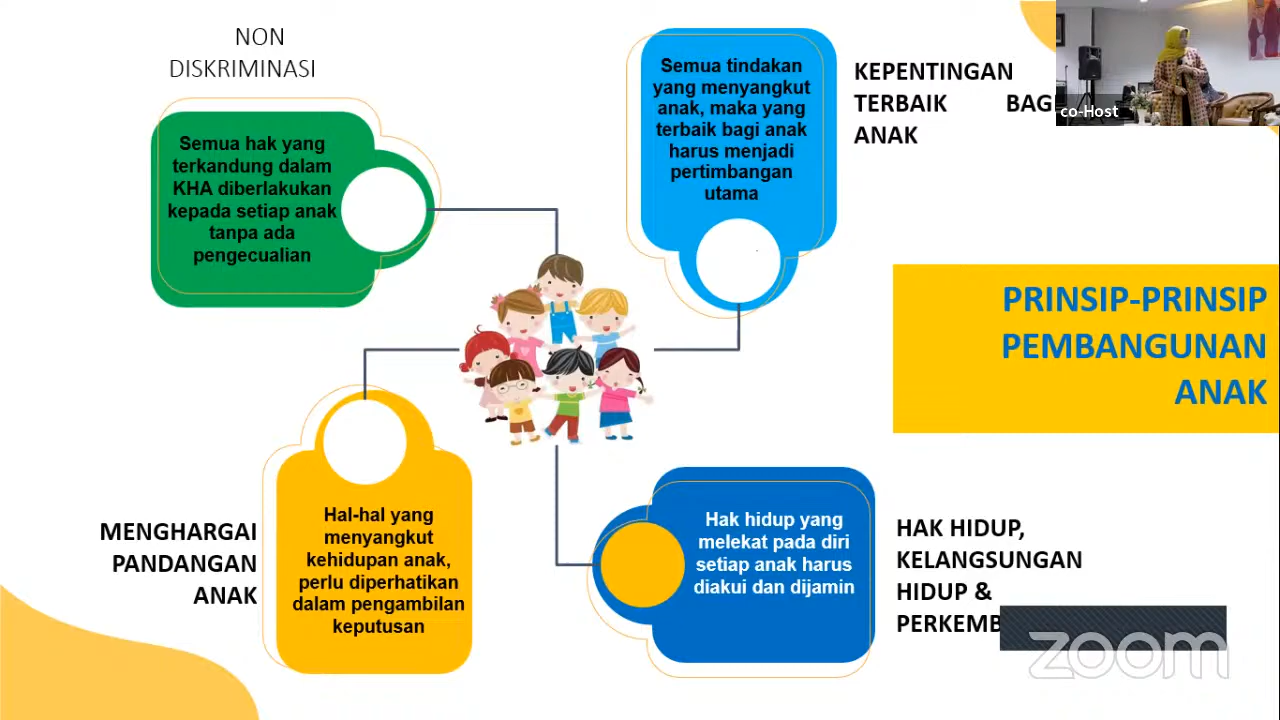 NON
DISKRIMINASI
Semua hak yang
terkandung dalam
KHA diberlakukan
kepada setiap anak
tanpa ada
pengecualian
Semua tindakan
yang menyangkut
anak, maka yang
terbaik bagi anak
harus menjadi
pertimbangan
utama
KEPENTINGAN
TERBAIK
ANAK
co-Host
PRINSIP-PRINSIP
PEMBANGUNAN
ANAK
MENGHARGAI
PANDANGAN
ANAK
Hal-hal yang
menyangkut
kehidupan anak,
perlu diperhatikan
dalam pengambilan
keputusan
Hak hidup yang
melekat pada diri
setiap anak harus
diakui dan dijamin
HAK HIDUP,
KELANGSUNGAN
HIDUP &
zoom